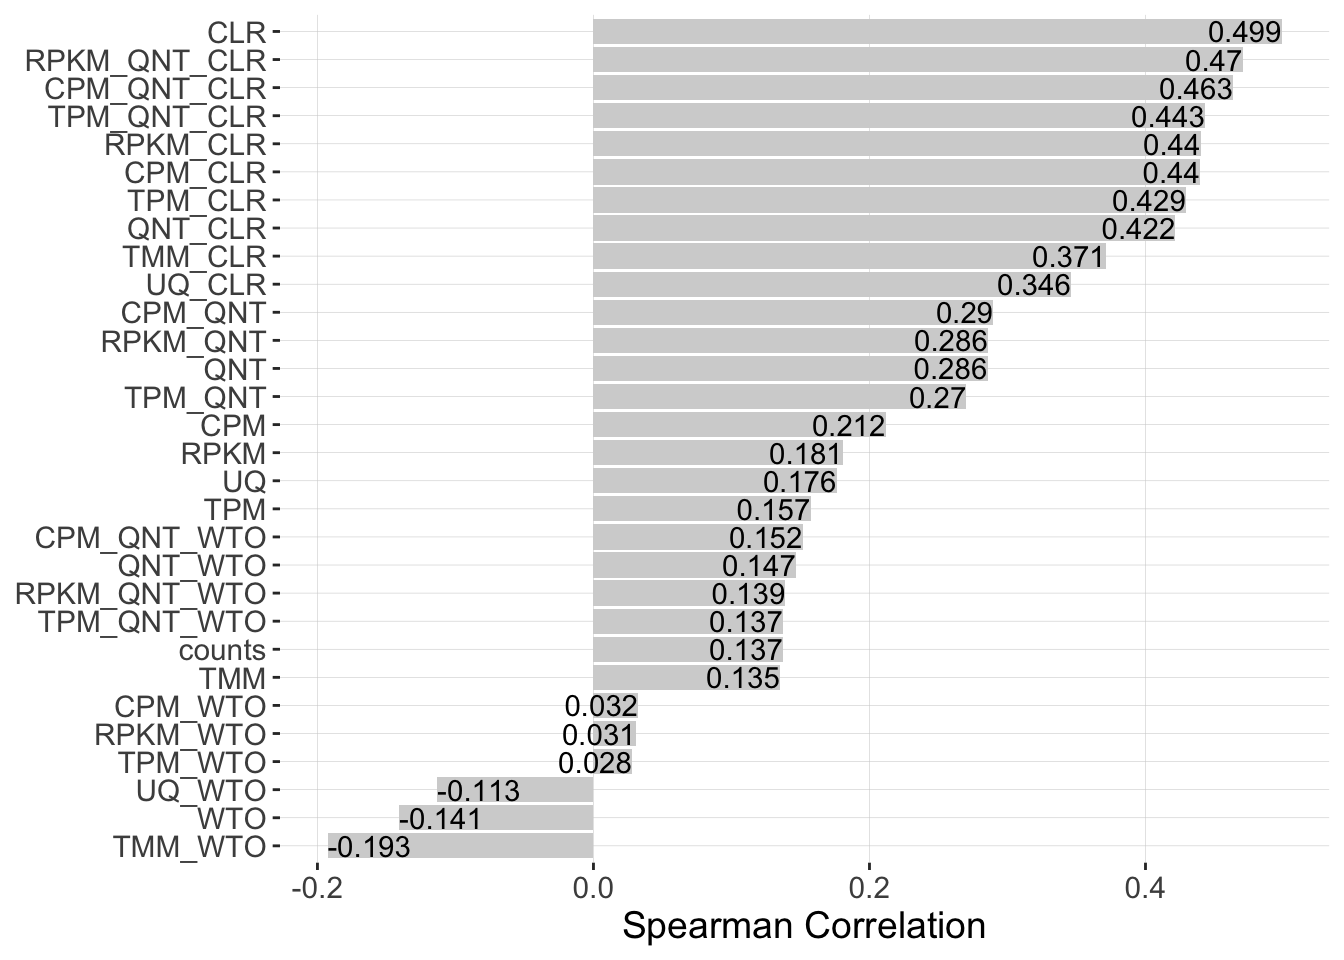 CLR 0.499
RPKM_QNT_CLR 0.47
CPM_QNT_CLR 0.463
TPM_QNT_CLR 0.443
RPKM_CLR 0.44
CPM_CLR 0.44
TPM_CLR 0.429
QNT_CLR 0.422
TMM_CLR 0.371
UQ_CLR 0.346
CPM_QNT 0.29
RPKM_QNT 0.286
QNT 0.286
TPM_QNT 0.27
CPM 0.212
RPKM 0.181
UQ 0.176
TPM 0.157
CPM_QNT_WTO 0.152
QNT_WTO 0.147
RPKM_QNT_WTO 0.139
TPM_QNT_WTO 0.137
counts 0.137
TMM 0.135
CPM_WTO 0.032
RPKM_WTO 0.031
TPM_WTO 0.028
UQ_WTO -0.113
WTO -0.141
TMM_WTO -0.193
-0.2 0.0 0.2 0.4
Spearman Correlation